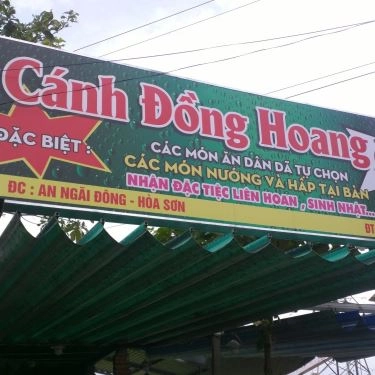 Cánh Đồng Hoang
ĐẶC BIỆT :
CÁC MÓN ĂN DÂN DÃ TỰ CHỌN
CÁC MÓN NƯỚNG VÀ HẤP TẠI BÀN
NHẬN ĐẶC TIỆC LIÊN HOAN , SINH NHẬT...
ĐC : AN NGÃI ĐÔNG - HÒA SƠN
ĐT